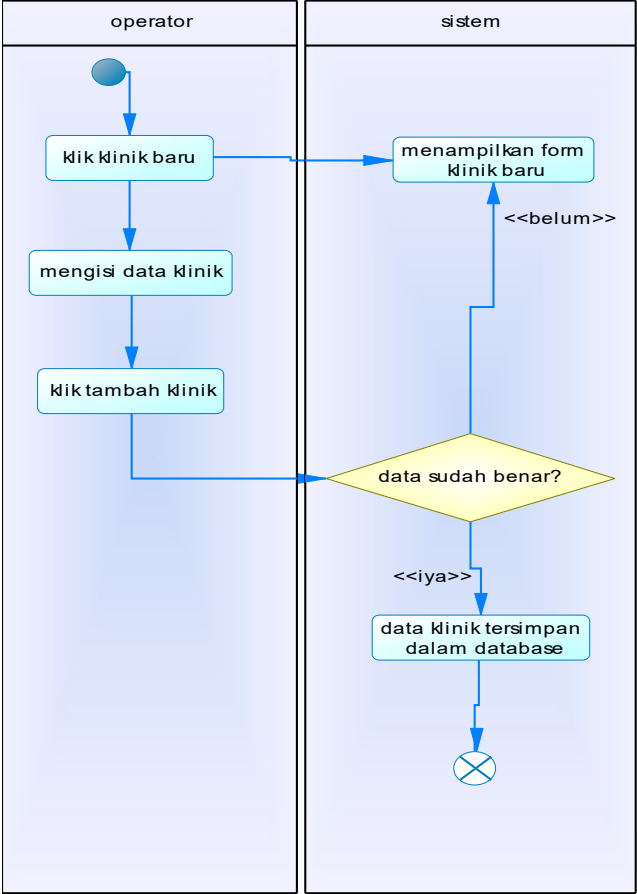 operator
sistem
klik klinik baru
menampilkan form
klinik baru
<<belum>>
mengisi data klinik
klik tambah klinik
data sudah benar?
<<iya>>
data klinik tersimpan
dalam database